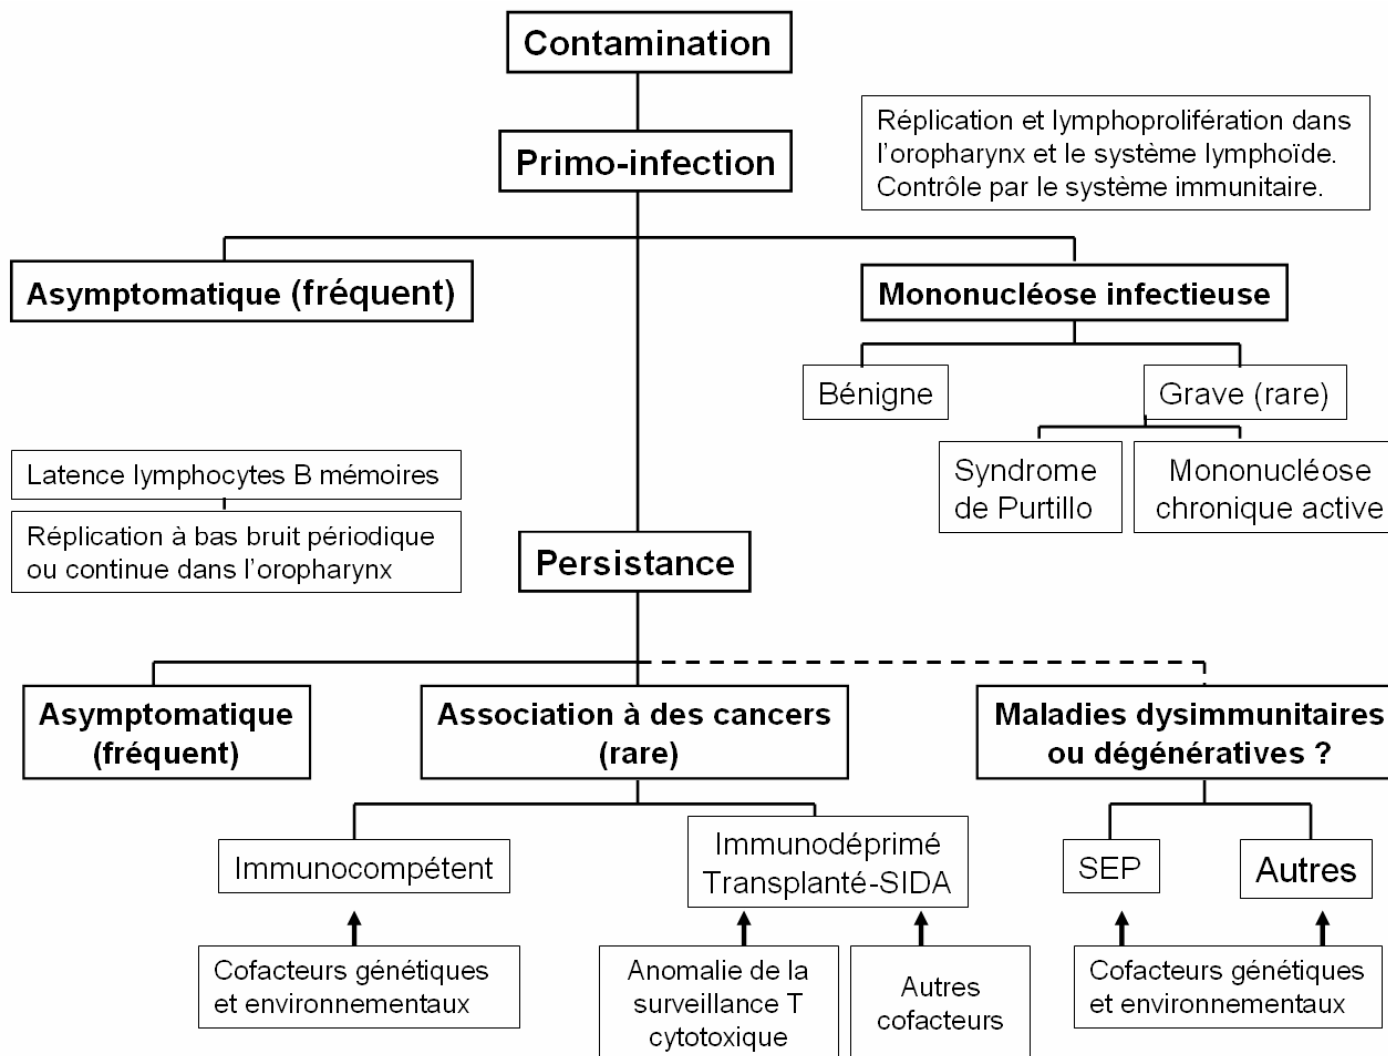 Contamination
Réplication et lymphoprolifération dans
l'oropharynx et le système lymphoïde.
Contrôle par le système immunitaire.
Primo-infection
Asymptomatique (fréquent)
Mononucléose infectieuse
Bénigne
Grave (rare)
Syndrome
de Purtillo
Mononucléose
chronique active
Latence lymphocytes B mémoires
Réplication à bas bruit périodique
ou continue dans l'oropharynx
Persistance
Asymptomatique
(fréquent)
Association à des cancers
(rare)
Maladies dysimmunitaires
ou dégénératives ?
Immunocompétent
Immunodéprimé
Transplanté-SIDA
SEP
Autres
Cofacteurs génétiques
et environnementaux
Anomalie de la
surveillance T
cytotoxique
Autres
cofacteurs
Cofacteurs génétiques
et environnementaux